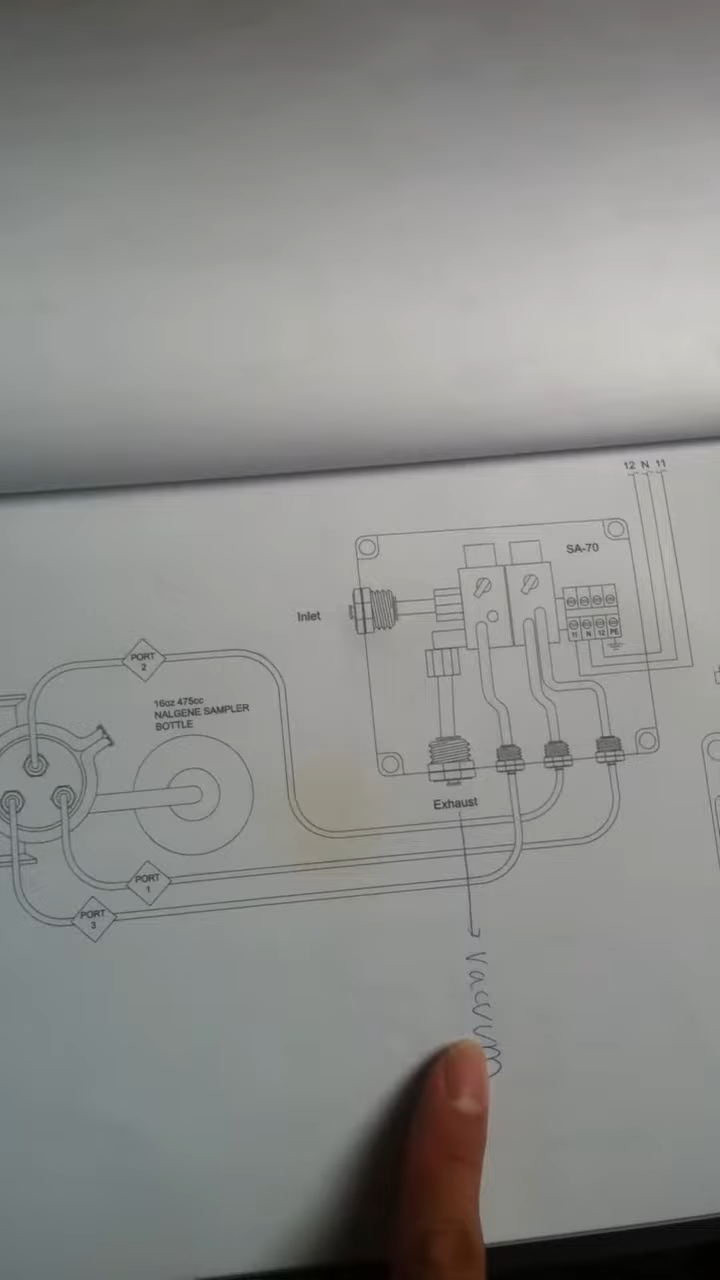 12 N 11
SA-70
Inlet
11 N 12 PE
PORT
2
16oz 475cc
NALGENE SAMPLER
BOTTLE
Exhaust
PORT
1
PORT
3
Vacuum